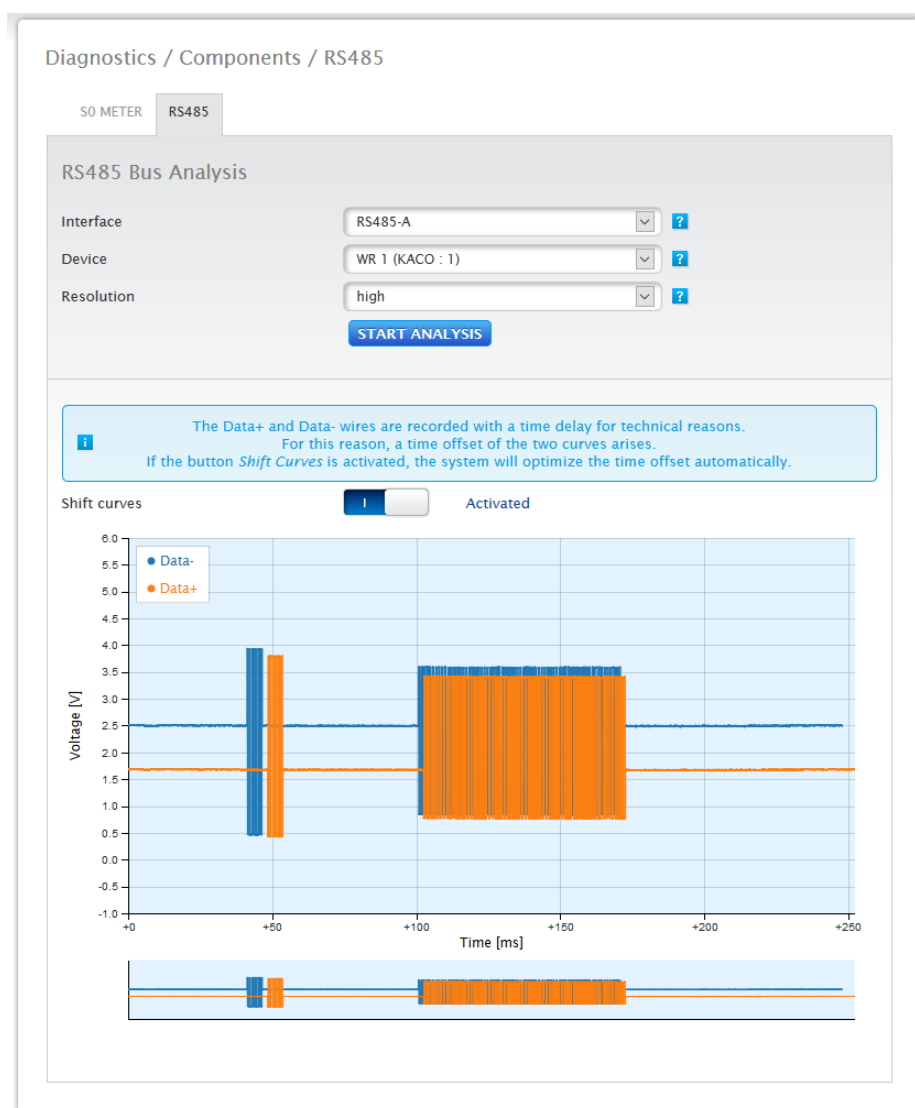 Diagnostics / Components / RS485
S0 METER
RS485
RS485 Bus Analysis
Interface
RS485-A
?
Device
WR 1 (KACO : 1)
?
Resolution
high
?
START ANALYSIS
The Data+ and Data- wires are recorded with a time delay for technical reasons.
For this reason, a time offset of the two curves arises.
i
If the button Shift Curves is activated, the system will optimize the time offset automatically.
Shift curves
I
Activated
6.0
5.5
5.0
4.5
4.0
3.5
3.0
2.5
2.0
1.5
1.0
0.5
0.0
-0.5
-1.0
Data-
Data+
Voltage [V]
+0
+50
+100
+150
+200
+250
Time [ms]